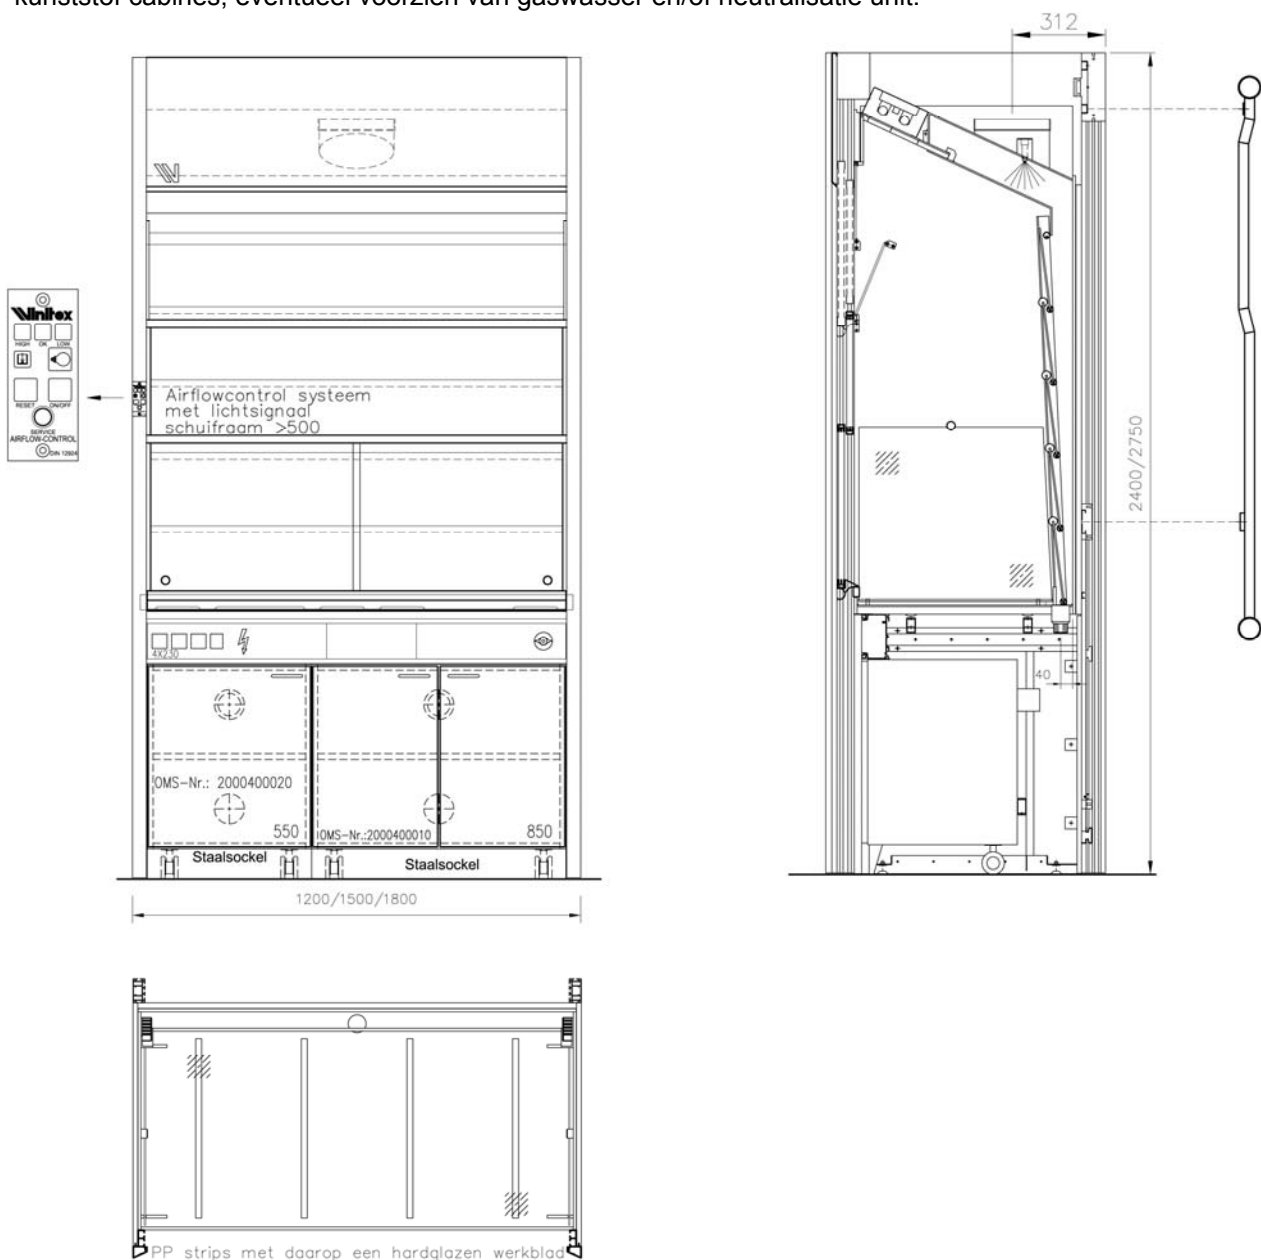 kunststof cabines, eventueel voorzien van gaswasser en/of neutralisatie unit.
312
Winitex
HIGH OK LOW
RESET ON/OFF
SERVICE
AIRFLOW-CONTROL
DIN 12924
Airflowcontrol systeem
met lichtsignaal
schuifraam >500
2400/2750
4X230
40
OMS-Nr.: 2000400020
550
OMS-Nr.:2000400010
850
Staalsockel
Staalsockel
1200/1500/1800
PP strips met daarop een hardglazen werkblad